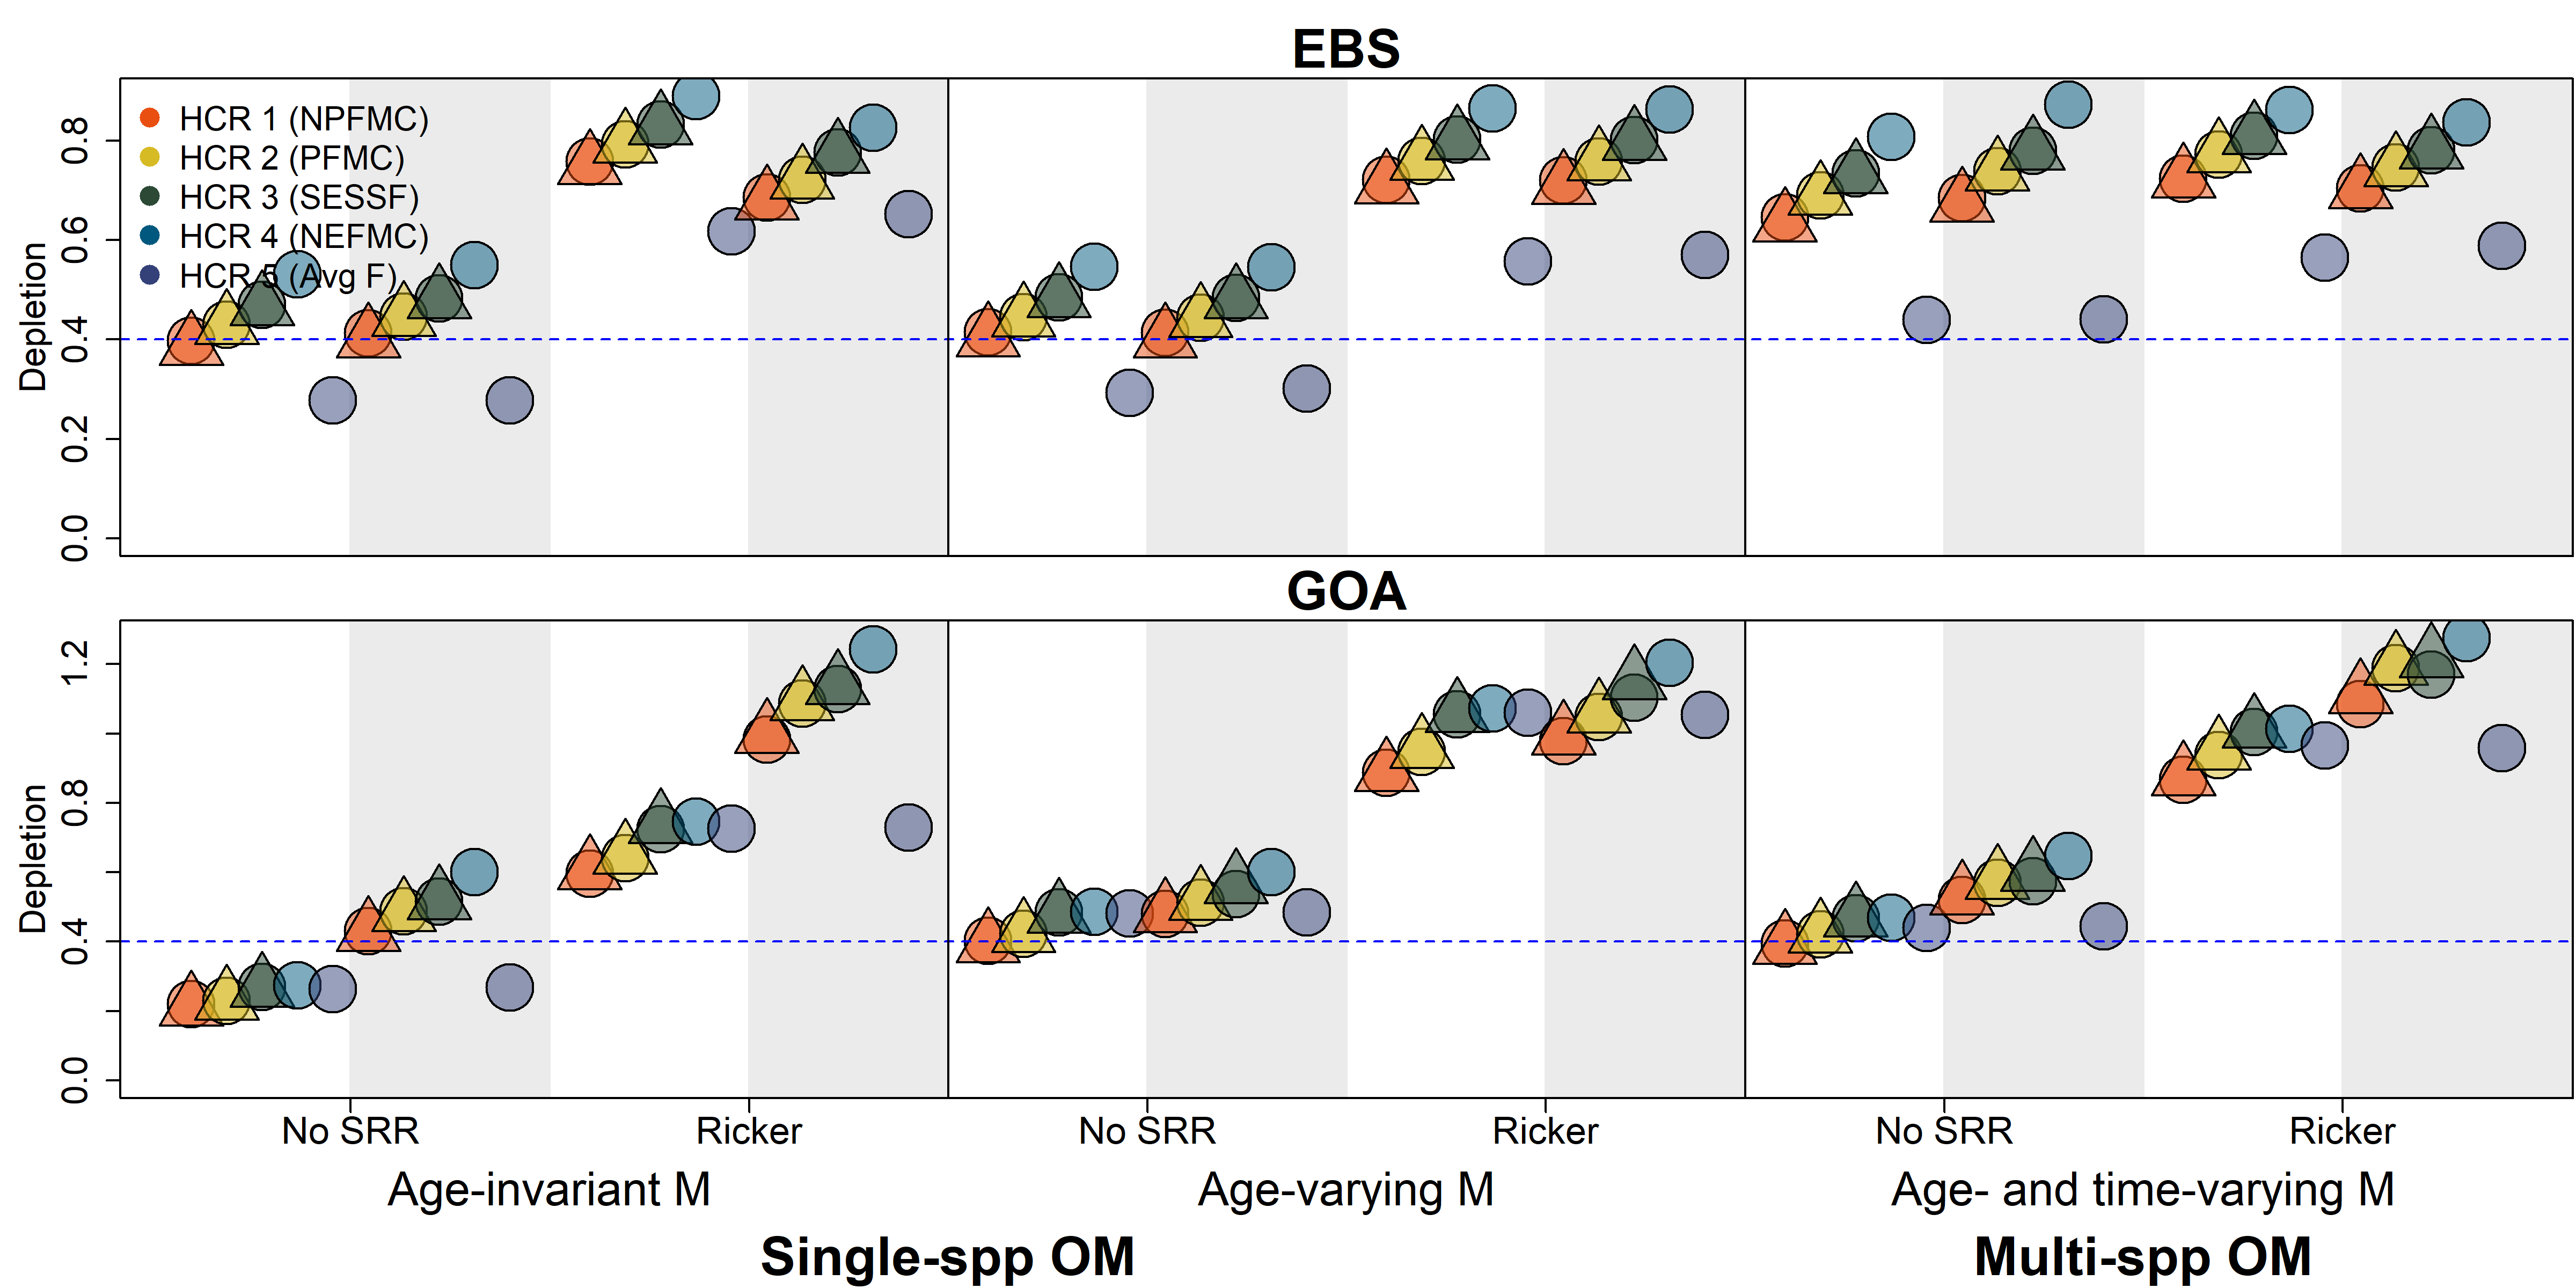 EBS
HCR 1 (NPFMC)
HCR 2 (PFMC)
HCR 3 (SESSF)
HCR 4 (NEFMC)
HCR 5 (Avg F)
Depletion
0.8
0.6
0.4
0.2
0.0
GOA
Depletion
1.2
0.8
0.4
0.0
No SRR Ricker No SRR Ricker No SRR Ricker
Age-invariant M Age-varying M Age- and time-varying M
Single-spp OM Multi-spp OM